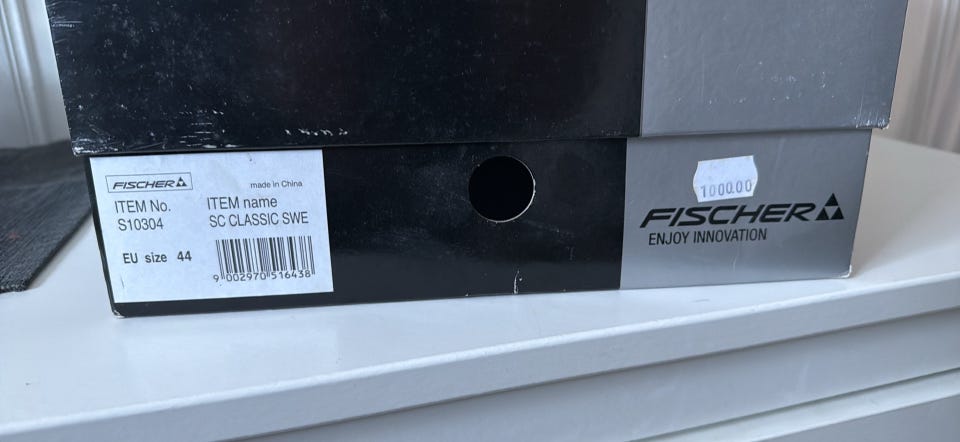 FISCHER
made in China
ITEM No.
ITEM name
S10304
SC CLASSIC SWE
EU size 44
9 002970 516438
1000.00
FISCHER
ENJOY INNOVATION